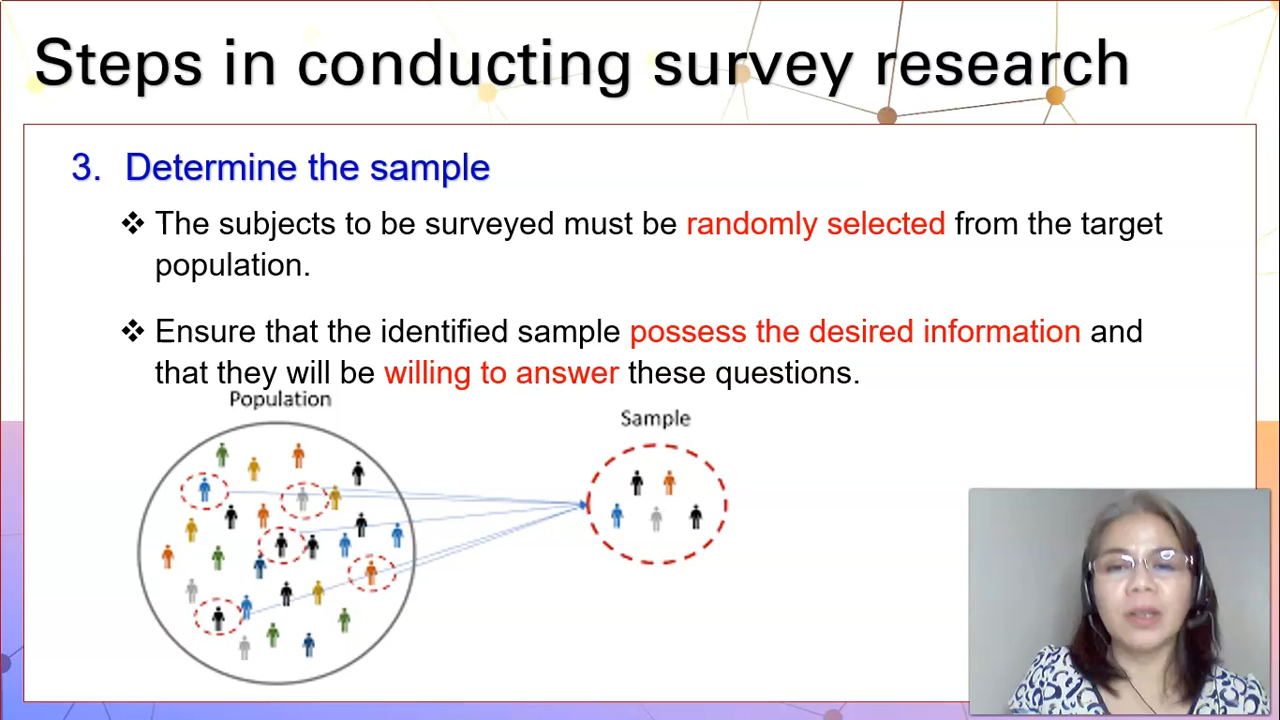 Steps in conducting survey research
3. Determine the sample
❖ The subjects to be surveyed must be randomly selected from the target
population.
❖ Ensure that the identified sample possess the desired information and
that they will be willing to answer these questions.
Population
Sample